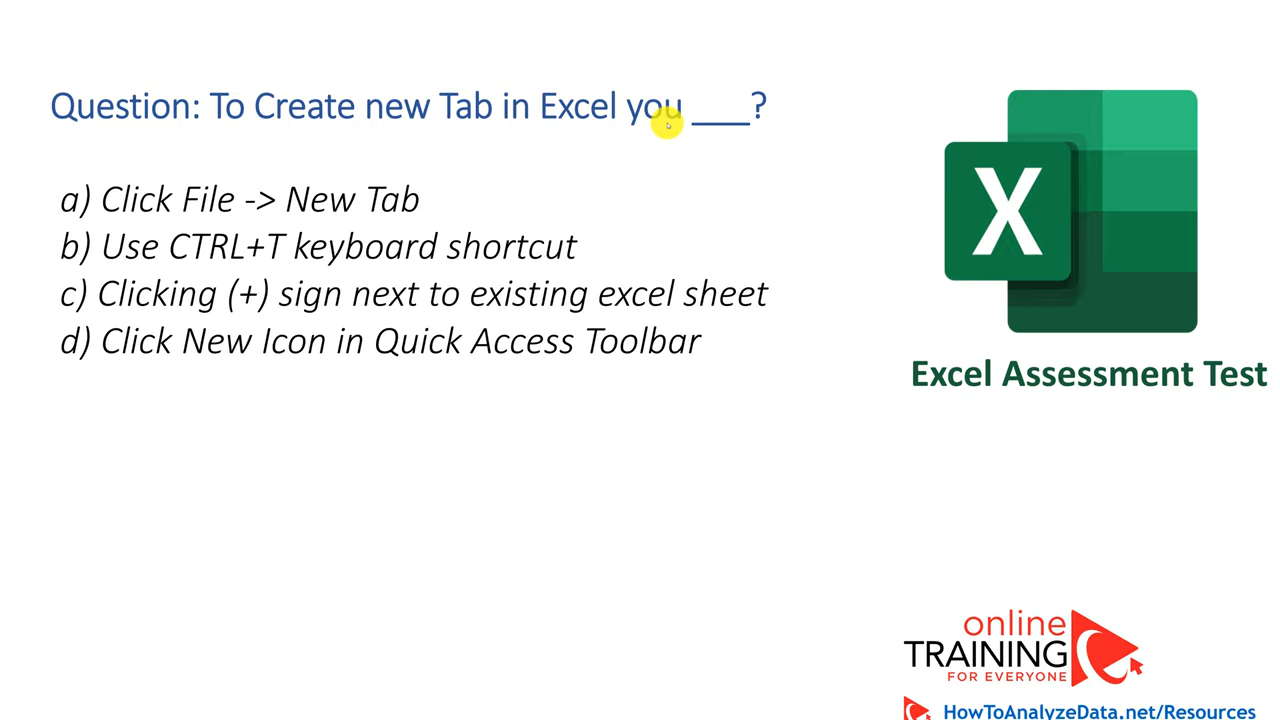 Question: To Create new Tab in Excel you ___?
a) Click File -> New Tab
b) Use CTRL+T keyboard shortcut
c) Clicking (+) sign next to existing excel sheet
d) Click New Icon in Quick Access Toolbar
X
Excel Assessment Test
online
TRAINING
FOR EVERYONE
HowToAnalyzeData.net/Resources